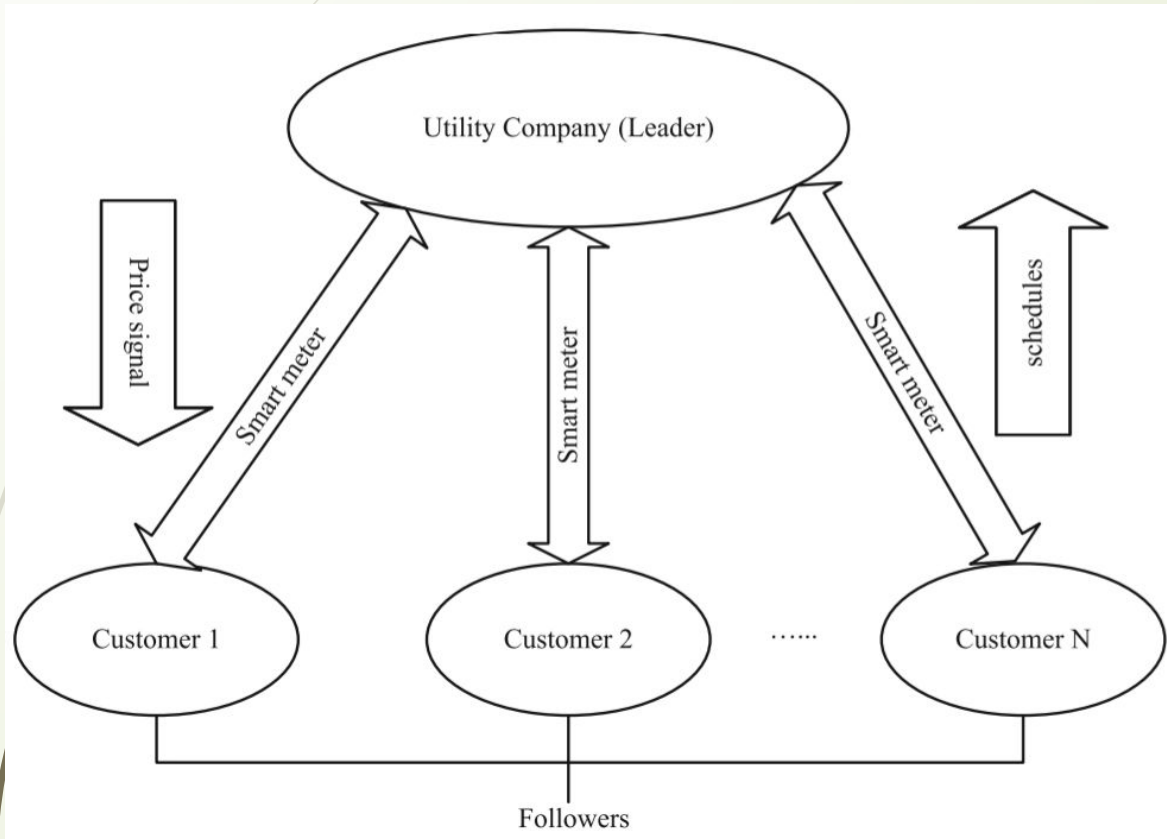 Utility Company (Leader)
Price signal
Smart meter
Smart meter
Smart meter
schedules
Customer 1
Customer 2
......
Customer N
Followers